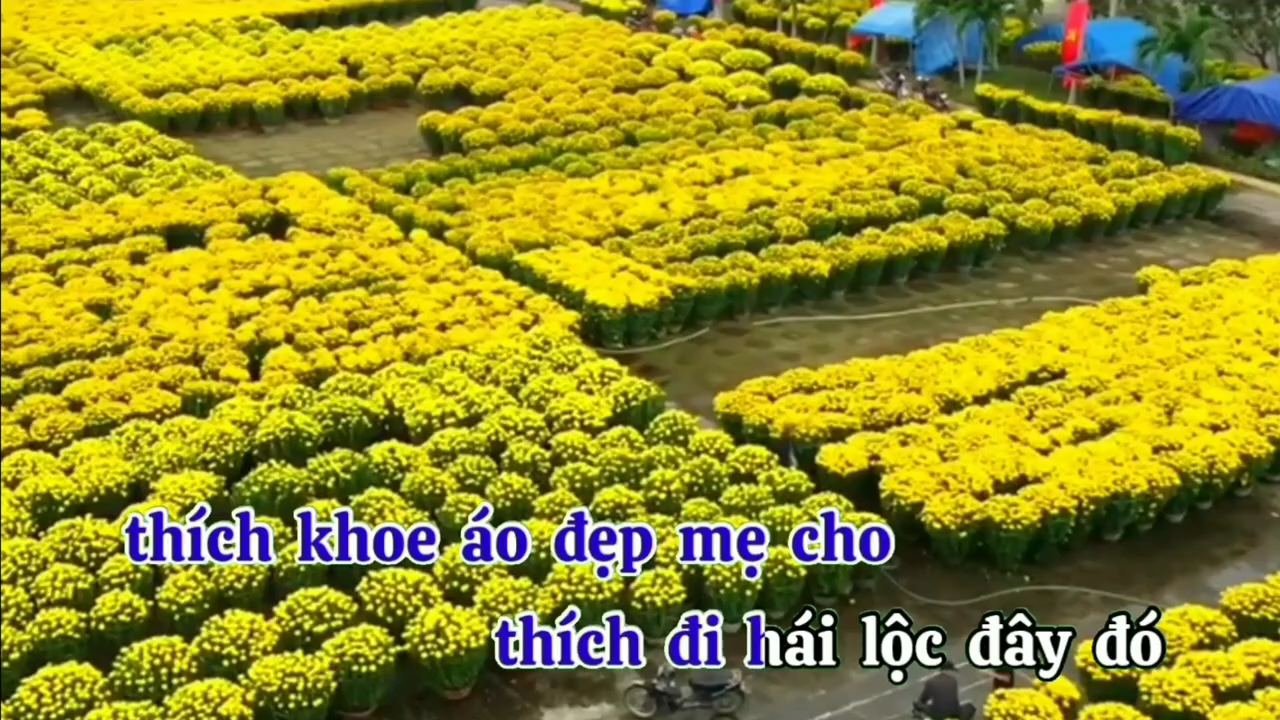 thích khoe áo đẹp mẹ cho
thích đi hái lộc đây đó